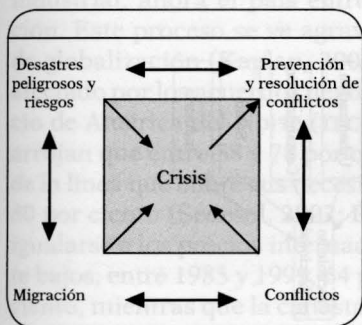 Desastres
peligrosos y
riesgos
Prevención
y resolución de
conflictos
Crisis
Migración
Conflictos